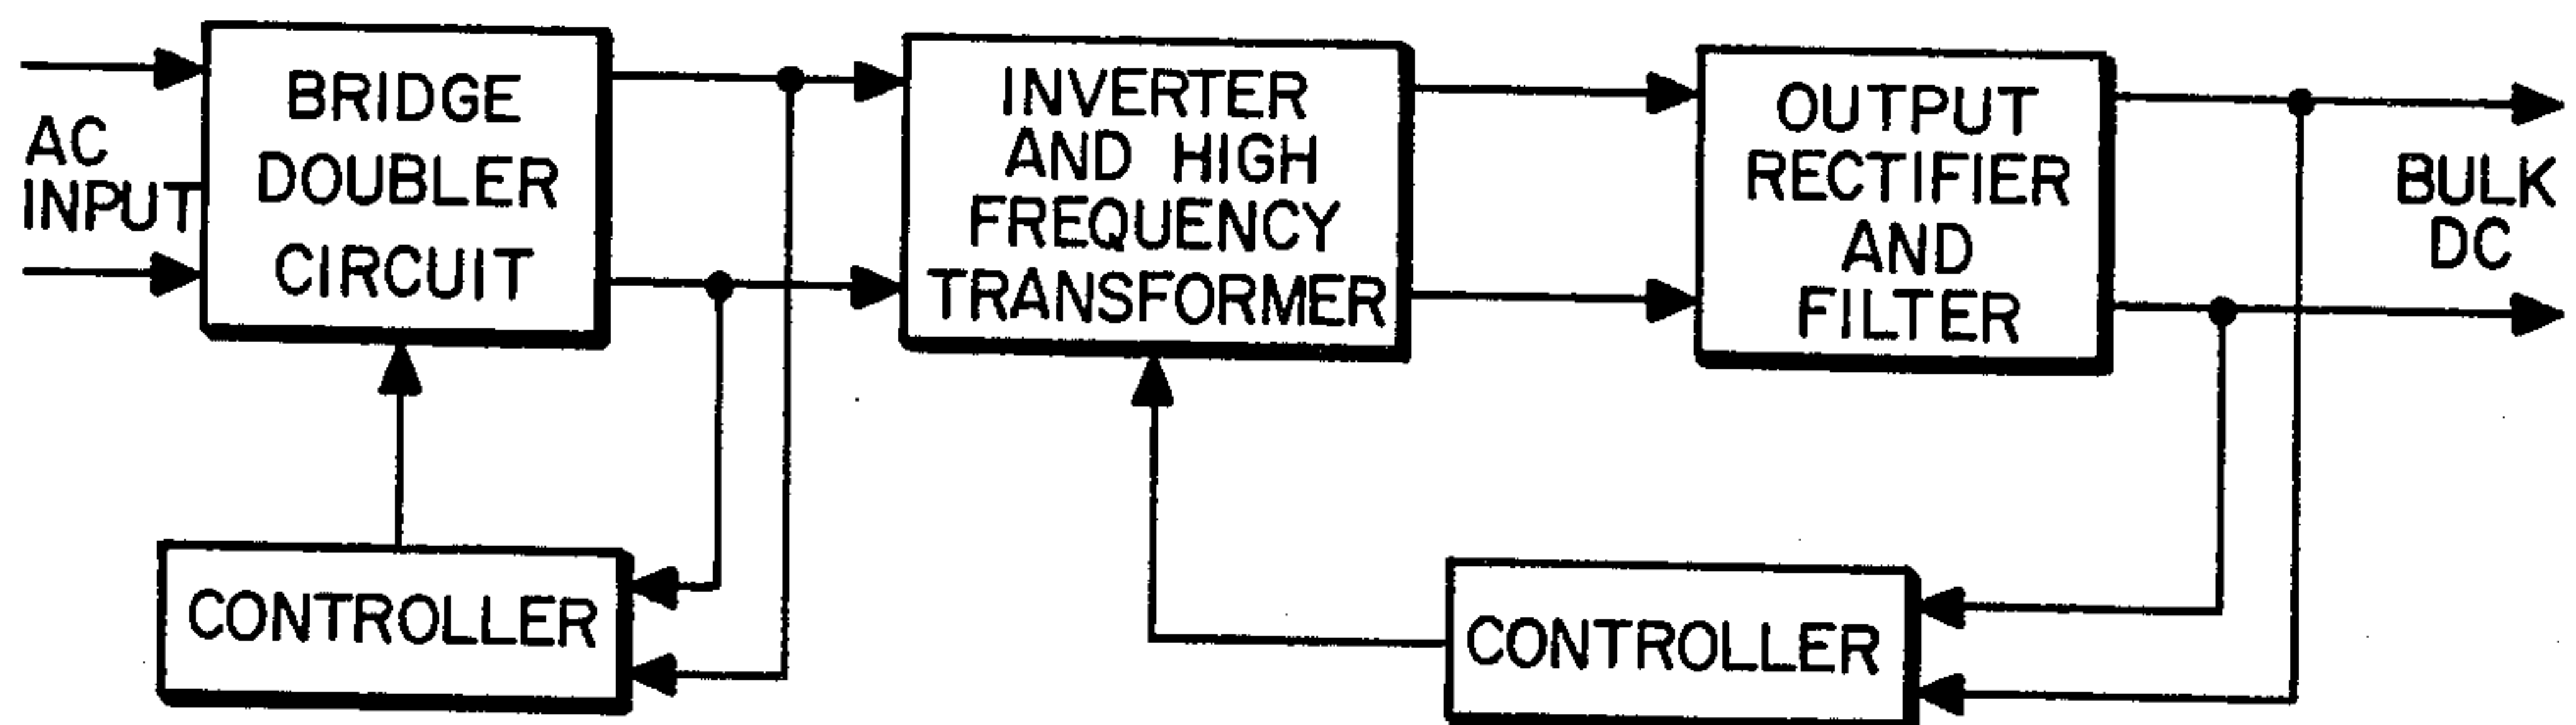 AC
INPUT
BRIDGE
DOUBLER
CIRCUIT
INVERTER
AND HIGH
FREQUENCY
TRANSFORMER
OUTPUT
RECTIFIER
AND
FILTER
BULK
DC
CONTROLLER
CONTROLLER